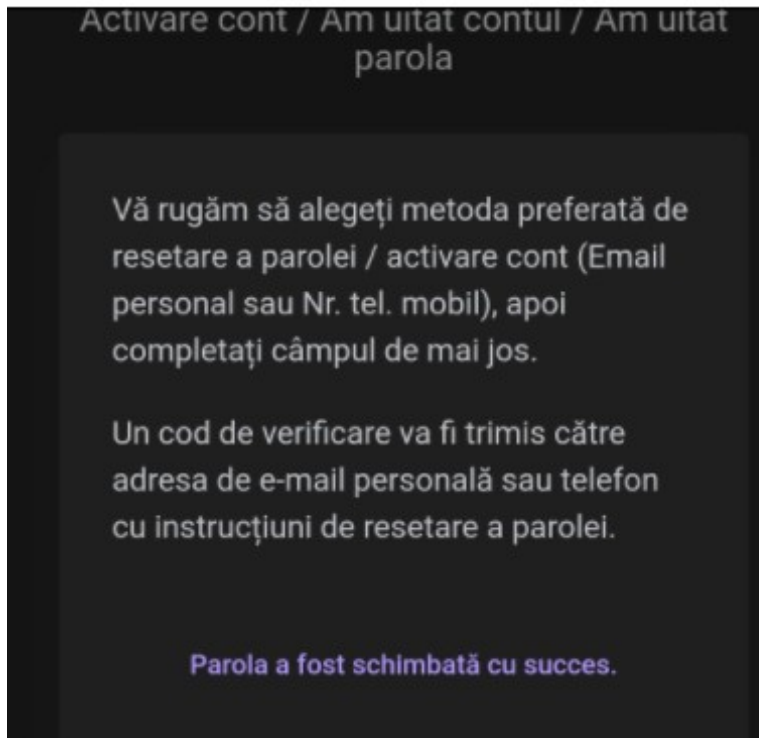 Activare cont / Am uitat contul / Am uitat
parola
Vă rugăm să alegeți metoda preferată de
resetare a parolei / activare cont (Email
personal sau Nr. tel. mobil), apoi
completați câmpul de mai jos.
Un cod de verificare va fi trimis către
adresa de e-mail personală sau telefon
cu instrucțiuni de resetare a parolei.
Parola a fost schimbată cu succes.